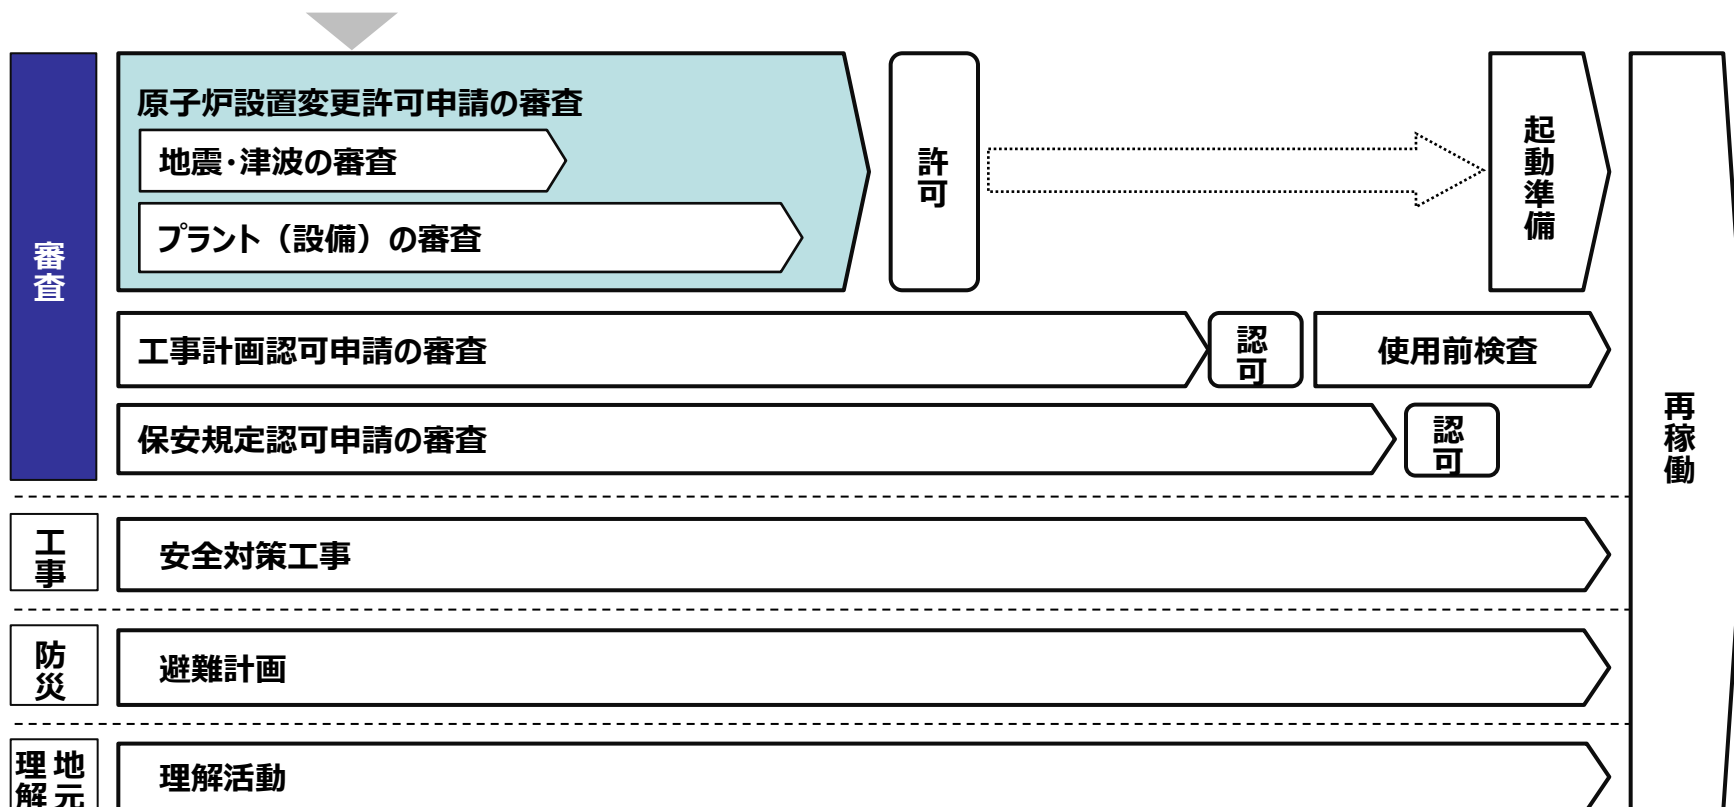 審査
原子炉設置変更許可申請の審査
地震･津波の審査
プラント（設備）の審査
許可
起動準備
工事計画認可申請の審査
認可
使用前検査
保安規定認可申請の審査
認可
再稼働
工事
安全対策工事
防災
避難計画
地元
理解
理解活動